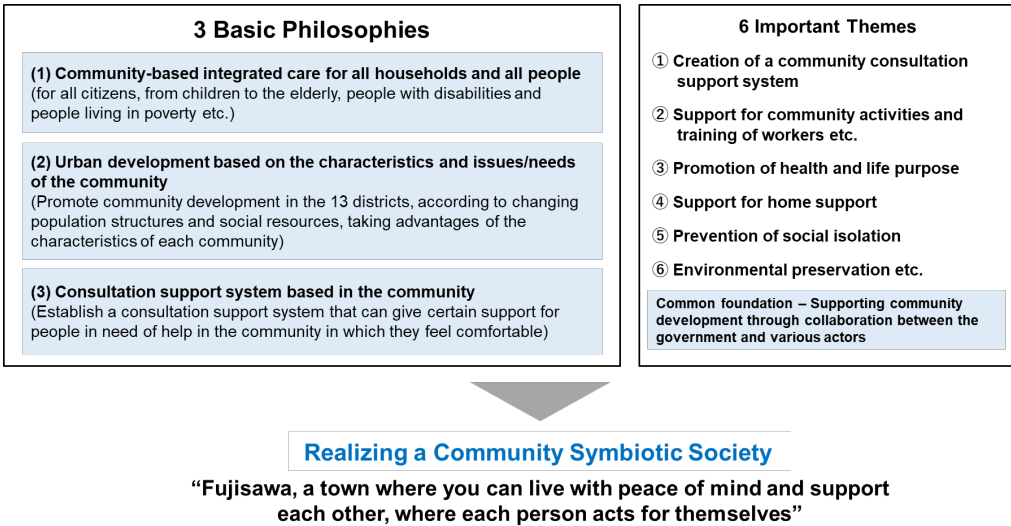 3 Basic Philosophies
(1) Community-based integrated care for all households and all people
(for all citizens, from children to the elderly, people with disabilities and
people living in poverty etc.)
(2) Urban development based on the characteristics and issues/needs
of the community
(Promote community development in the 13 districts, according to changing
population structures and social resources, taking advantages of the
characteristics of each community)
(3) Consultation support system based in the community
(Establish a consultation support system that can give certain support for
people in need of help in the community in which they feel comfortable)
6 Important Themes
① Creation of a community consultation
support system
② Support for community activities and
training of workers etc.
③ Promotion of health and life purpose
④ Support for home support
⑤ Prevention of social isolation
⑥ Environmental preservation etc.
Common foundation – Supporting community
development through collaboration between the
government and various actors
Realizing a Community Symbiotic Society
“Fujisawa, a town where you can live with peace of mind and support
each other, where each person acts for themselves”